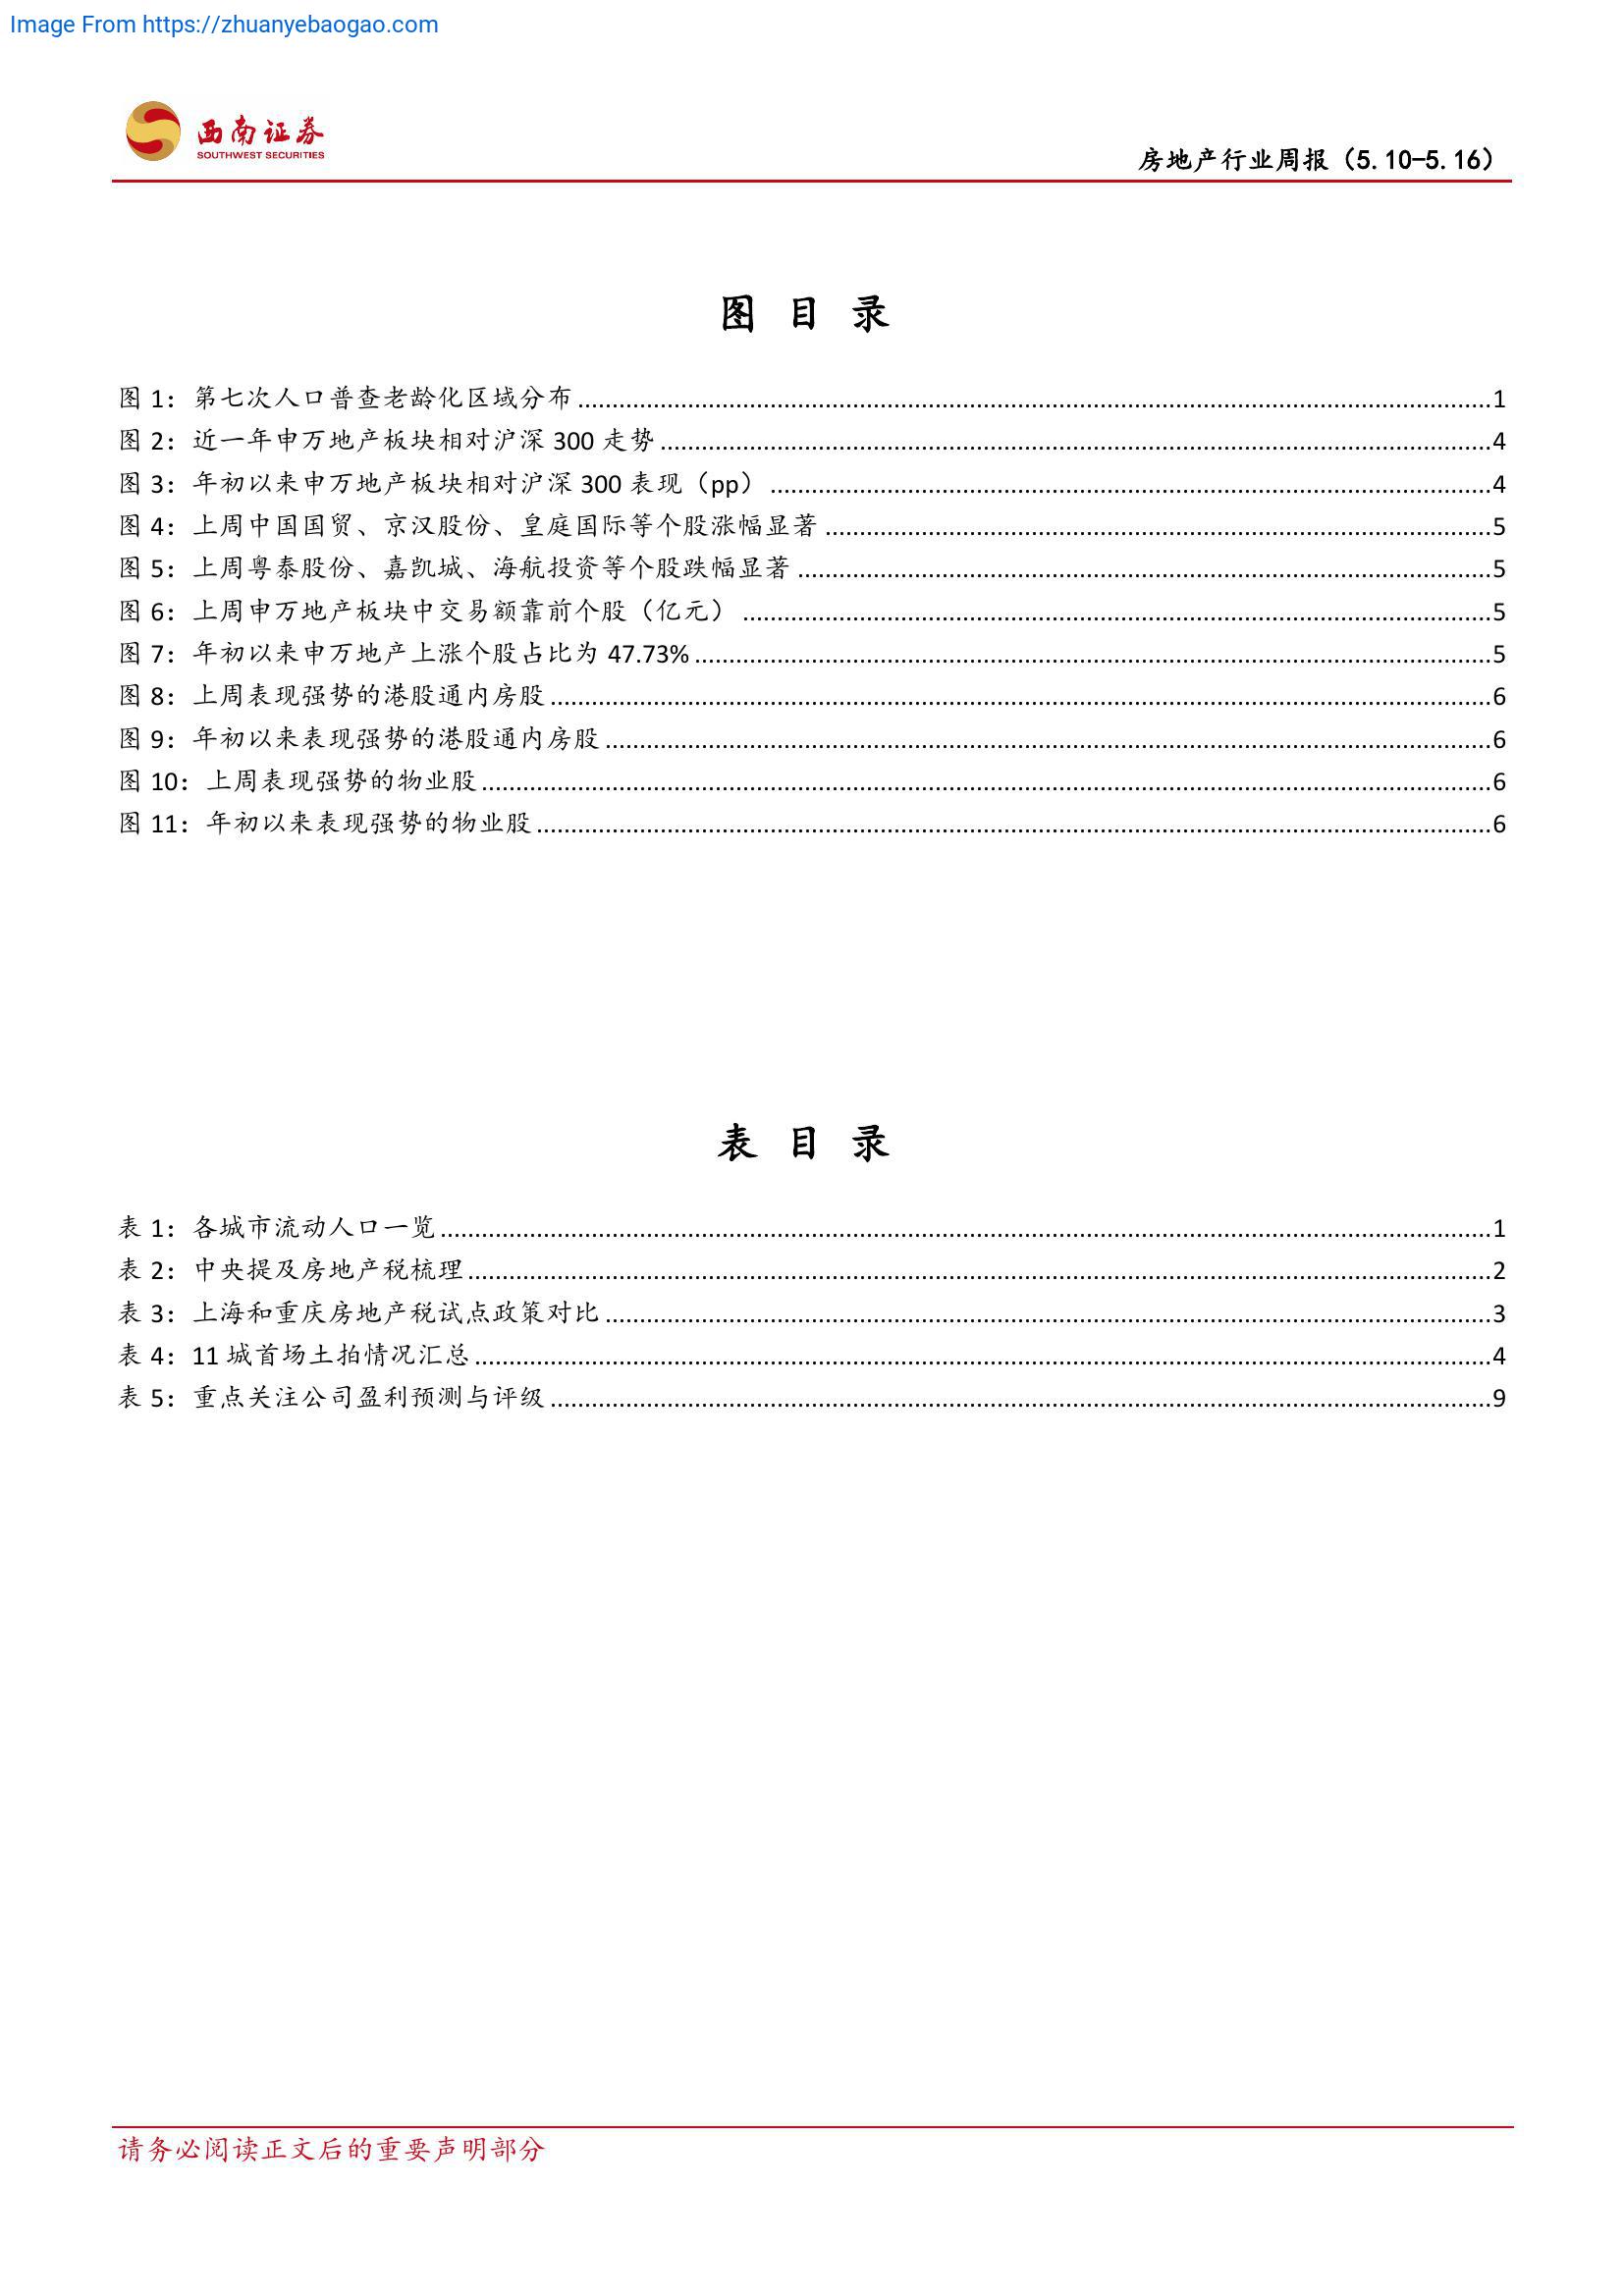 Image From https://zhuanyebaogao.com
西南证券
SOUTHWEST SECURITIES
房地产行业周报（5.10-5.16）
图 目 录
图 1：第七次人口普查老龄化区域分布........................1
图 2：近一年申万地产板块相对沪深 300 走势........................4
图 3：年初以来申万地产板块相对沪深 300 表现（pp）........................4
图 4：上周中国国贸、京汉股份、皇庭国际等个股涨幅显著........................5
图 5：上周粤泰股份、嘉凯城、海航投资等个股跌幅显著........................5
图 6：上周申万地产板块中交易额靠前个股（亿元）........................5
图 7：年初以来申万地产上涨个股占比为 47.73%........................5
图 8：上周表现强势的港股通内房股........................6
图 9：年初以来表现强势的港股通内房股........................6
图 10：上周表现强势的物业股........................6
图 11：年初以来表现强势的物业股........................6
表 目 录
表 1：各城市流动人口一览........................1
表 2：中央提及房地产税梳理........................2
表 3：上海和重庆房地产税试点政策对比........................3
表 4：11 城首场土拍情况汇总........................4
表 5：重点关注公司盈利预测与评级........................9
请务必阅读正文后的重要声明部分